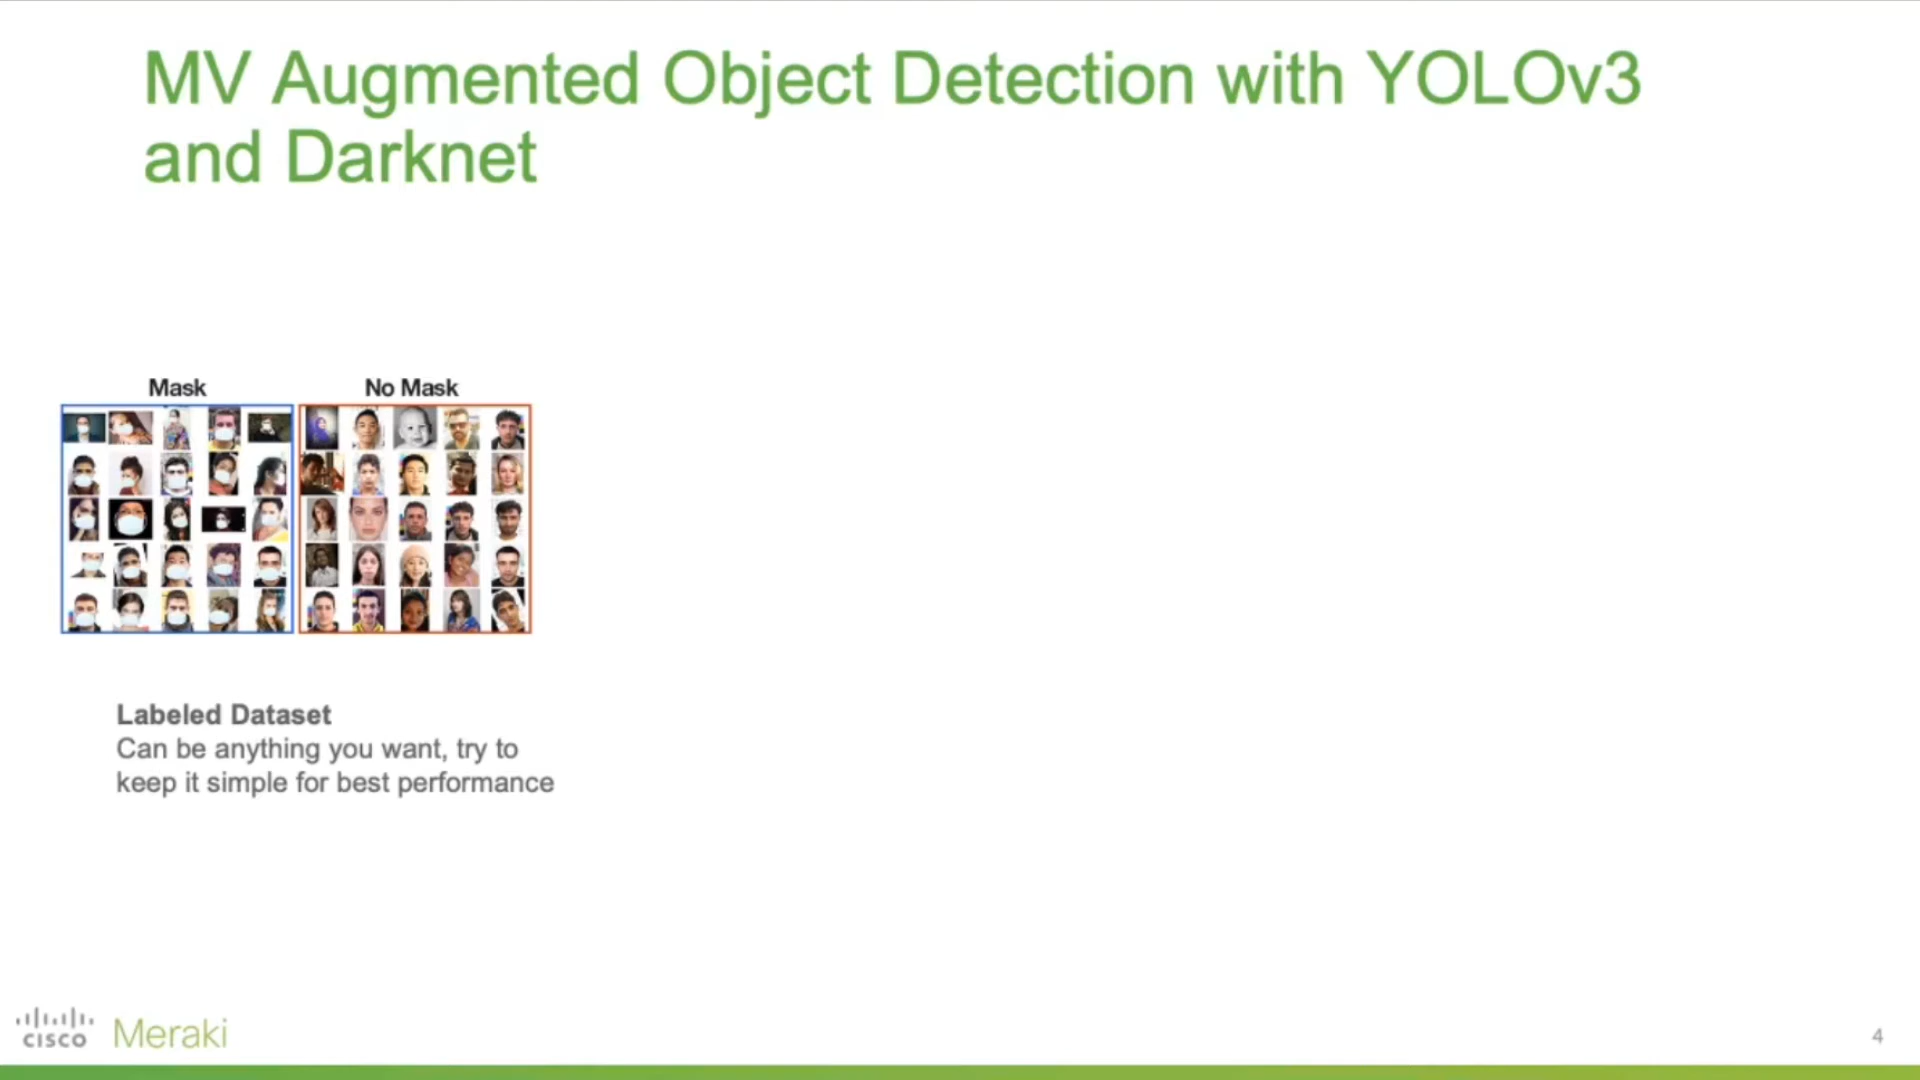 MV Augmented Object Detection with YOLOv3
and Darknet
Mask
No Mask
Labeled Dataset
Can be anything you want, try to
keep it simple for best performance
CISCO Meraki
4